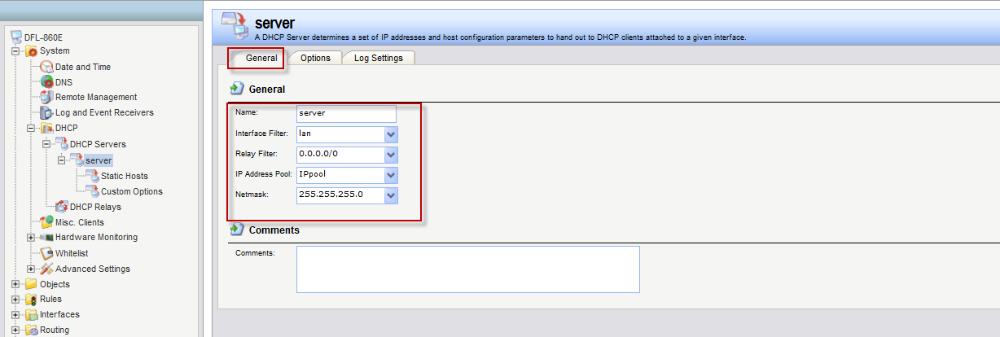 DFL-860E
System
Date and Time
DNS
Remote Management
Log and Event Receivers
DHCP
DHCP Servers
server
Static Hosts
Custom Options
DHCP Relays
Misc. Clients
Hardware Monitoring
Whitelist
Advanced Settings
Objects
Rules
Interfaces
Routing
server
A DHCP Server determines a set of IP addresses and host configuration parameters to hand out to DHCP clients attached to a given interface.
General Options Log Settings
General
Name: server
Interface Filter: lan
Relay Filter: 0.0.0.0/0
IP Address Pool: IPpool
Netmask: 255.255.255.0
Comments
Comments: